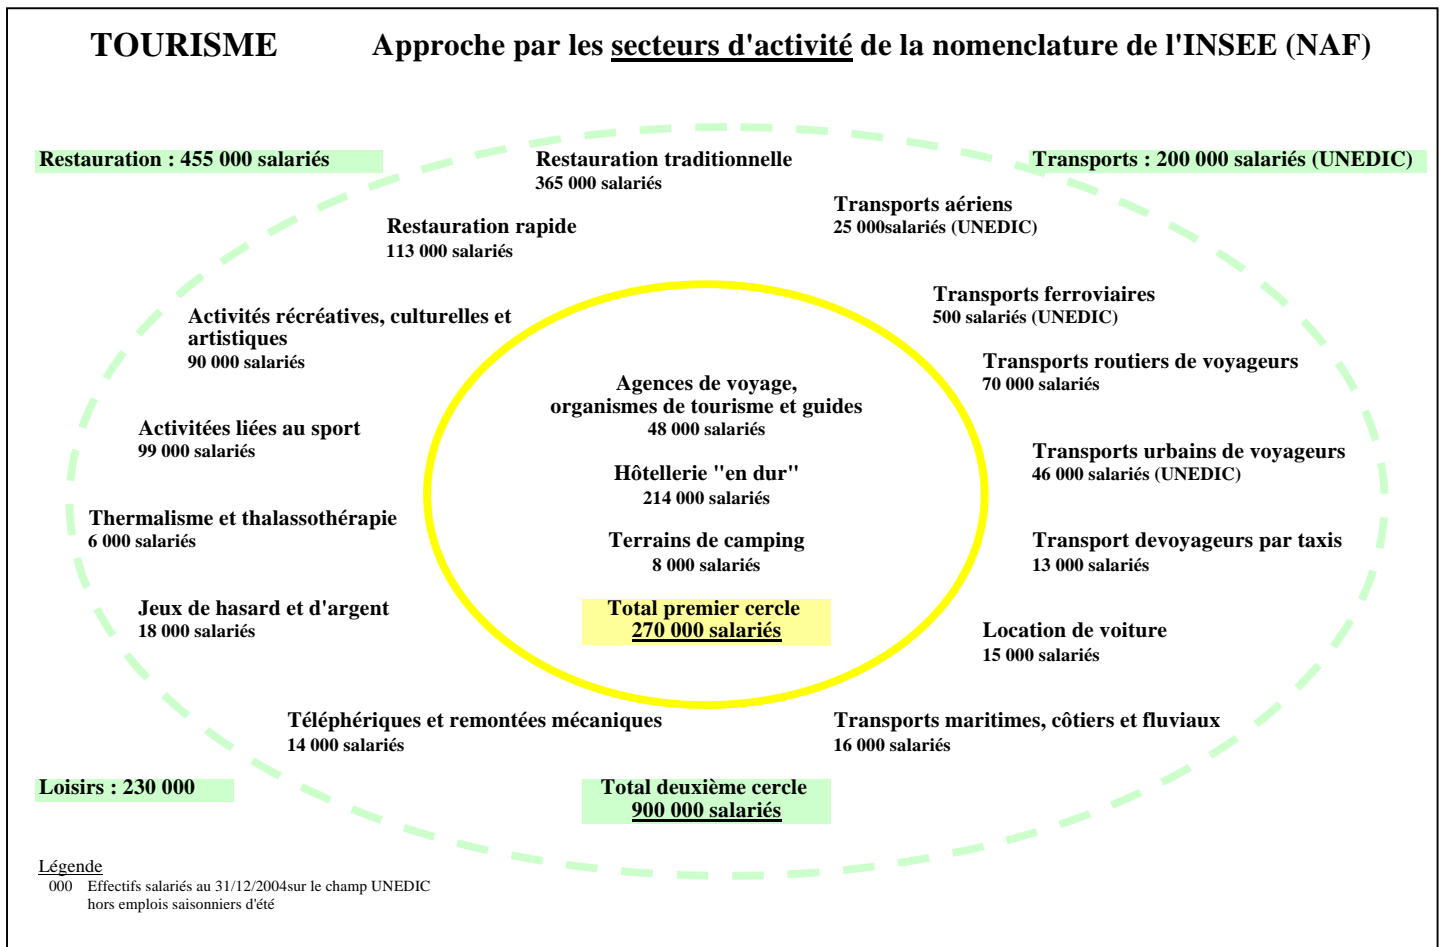 TOURISME
Approche par les secteurs d'activité de la nomenclature de l'INSEE (NAF)
Restauration : 455 000 salariés
Restauration traditionnelle
365 000 salariés
Transports : 200 000 salariés (UNEDIC)
Transports aériens
25 000salariés (UNEDIC)
Restauration rapide
113 000 salariés
Transports ferroviaires
500 salariés (UNEDIC)
Activités récréatives, culturelles et
artistiques
90 000 salariés
Transports routiers de voyageurs
70 000 salariés
Agences de voyage,
organismes de tourisme et guides
48 000 salariés
Activitées liées au sport
99 000 salariés
Transports urbains de voyageurs
46 000 salariés (UNEDIC)
Hôtellerie "en dur"
214 000 salariés
Thermalisme et thalassothérapie
6 000 salariés
Terrains de camping
8 000 salariés
Transport devoyageurs par taxis
13 000 salariés
Jeux de hasard et d'argent
18 000 salariés
Total premier cercle
270 000 salariés
Location de voiture
15 000 salariés
Téléphériques et remontées mécaniques
14 000 salariés
Transports maritimes, côtiers et fluviaux
16 000 salariés
Loisirs : 230 000
Total deuxième cercle
900 000 salariés
Légende
000 Effectifs salariés au 31/12/2004sur le champ UNEDIC
hors emplois saisonniers d'été